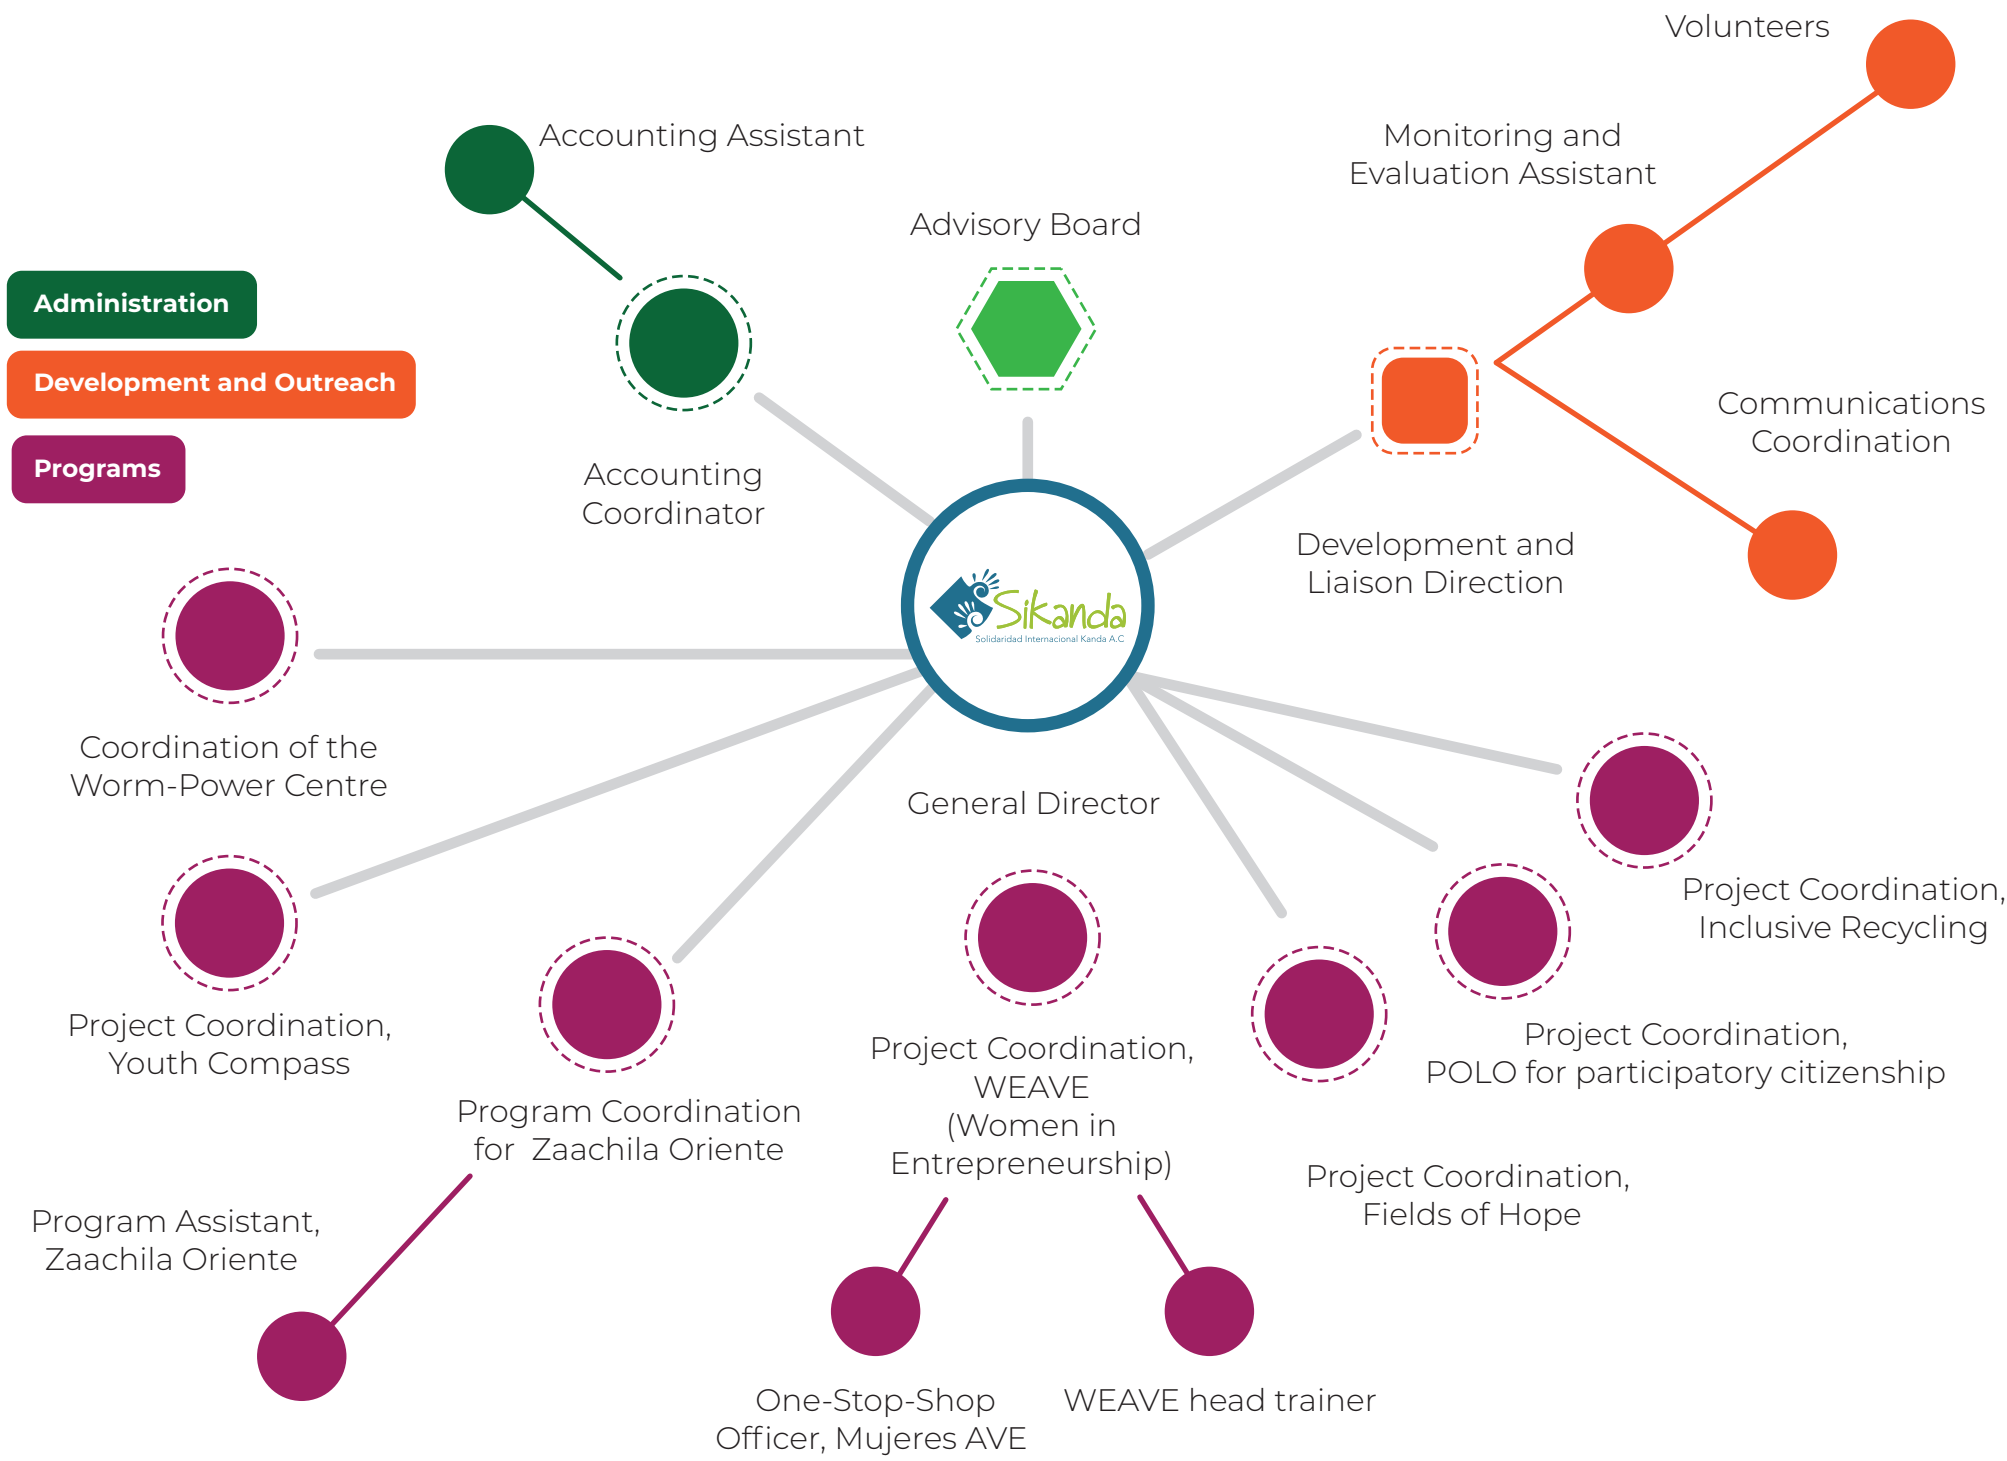 Volunteers
Accounting Assistant
Monitoring and
Evaluation Assistant
Advisory Board
Administration
Development and Outreach
Programs
Communications
Coordination
Accounting
Coordinator
Development and
Liaison Direction
Sikanda
Solidaridad Internacional Kanda A.C
Coordination of the
Worm-Power Centre
General Director
Project Coordination,
Inclusive Recycling
Project Coordination,
Youth Compass
Project Coordination,
WEAVE
(Women in
Entrepreneurship)
Project Coordination,
POLO for participatory citizenship
Program Coordination
for Zaachila Oriente
Project Coordination,
Fields of Hope
Program Assistant,
Zaachila Oriente
One-Stop-Shop
Officer, Mujeres AVE
WEAVE head trainer